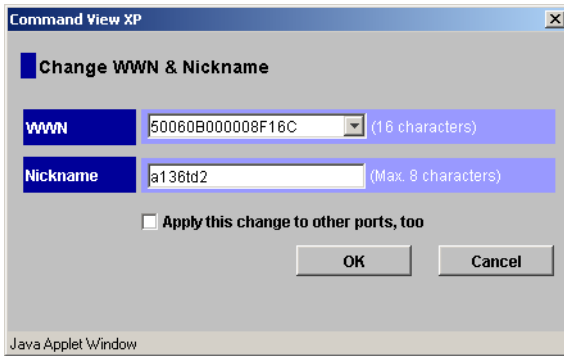 Command View XP
Change WWN & Nickname
WWN 50060B000008F16C (16 characters)
Nickname a136td2 (Max. 8 characters)
Apply this change to other ports, too
OK Cancel
Java Applet Window